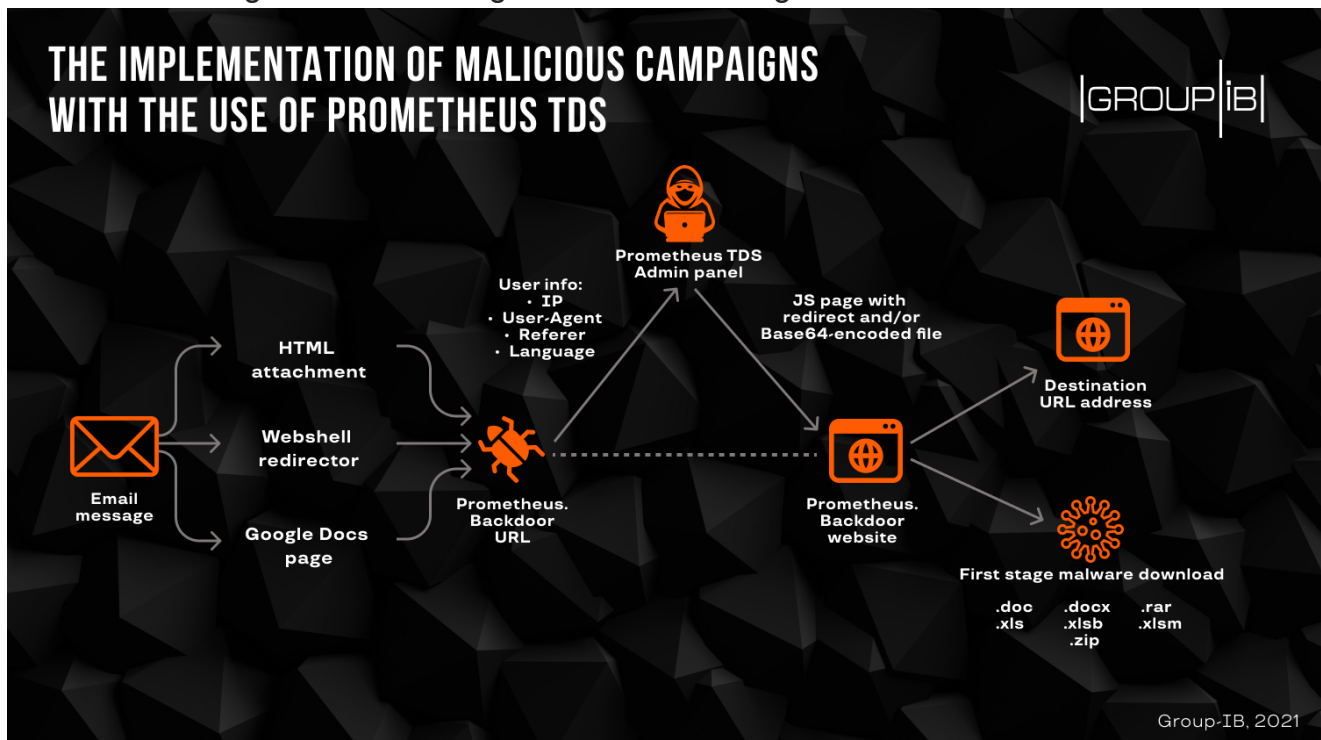 THE IMPLEMENTATION OF MALICIOUS CAMPAIGNS
WITH THE USE OF PROMETHEUS TDS
GROUP iB
Prometheus TDS
Admin panel
User info:
• IP
• User-Agent
• Referer
• Language
JS page with
redirect and/or
Base64-encoded file
HTML
attachment
Webshell
redirector
Google Docs
page
Email
message
Prometheus.
Backdoor
URL
Prometheus.
Backdoor
website
Destination
URL address
First stage malware download
.doc .docx .rar
.xls .xlsb .xlsm
.zip
Group-IB, 2021